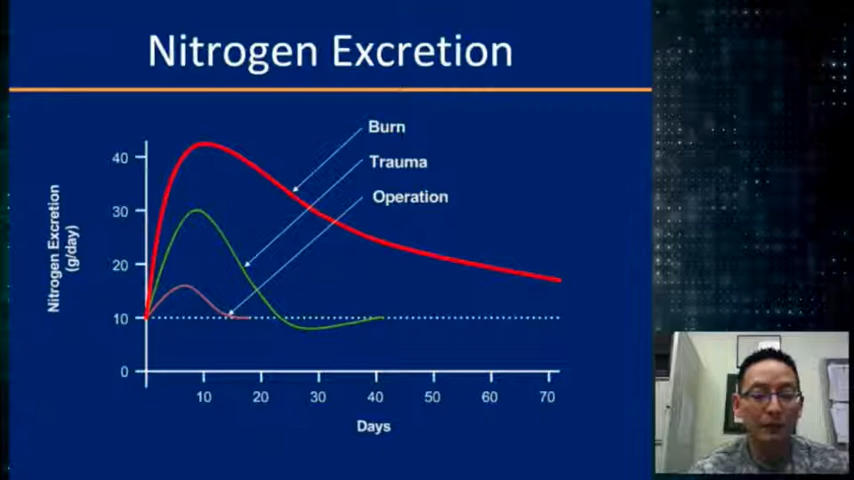 Nitrogen Excretion
Burn
Trauma
Operation
Nitrogen Excretion
(g/day)
40
30
20
10
0
10 20 30 40 50 60 70
Days